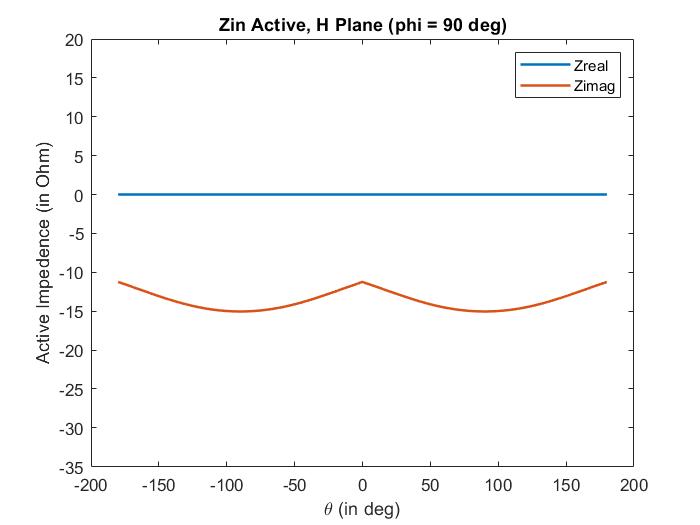 Zin Active, H Plane (phi = 90 deg)
20
15
10
5
0
-5
-10
-15
-20
-25
-30
-35
Active Impedence (in Ohm)
Zreal
Zimag
-200 -150 -100 -50 0 50 100 150 200
θ (in deg)